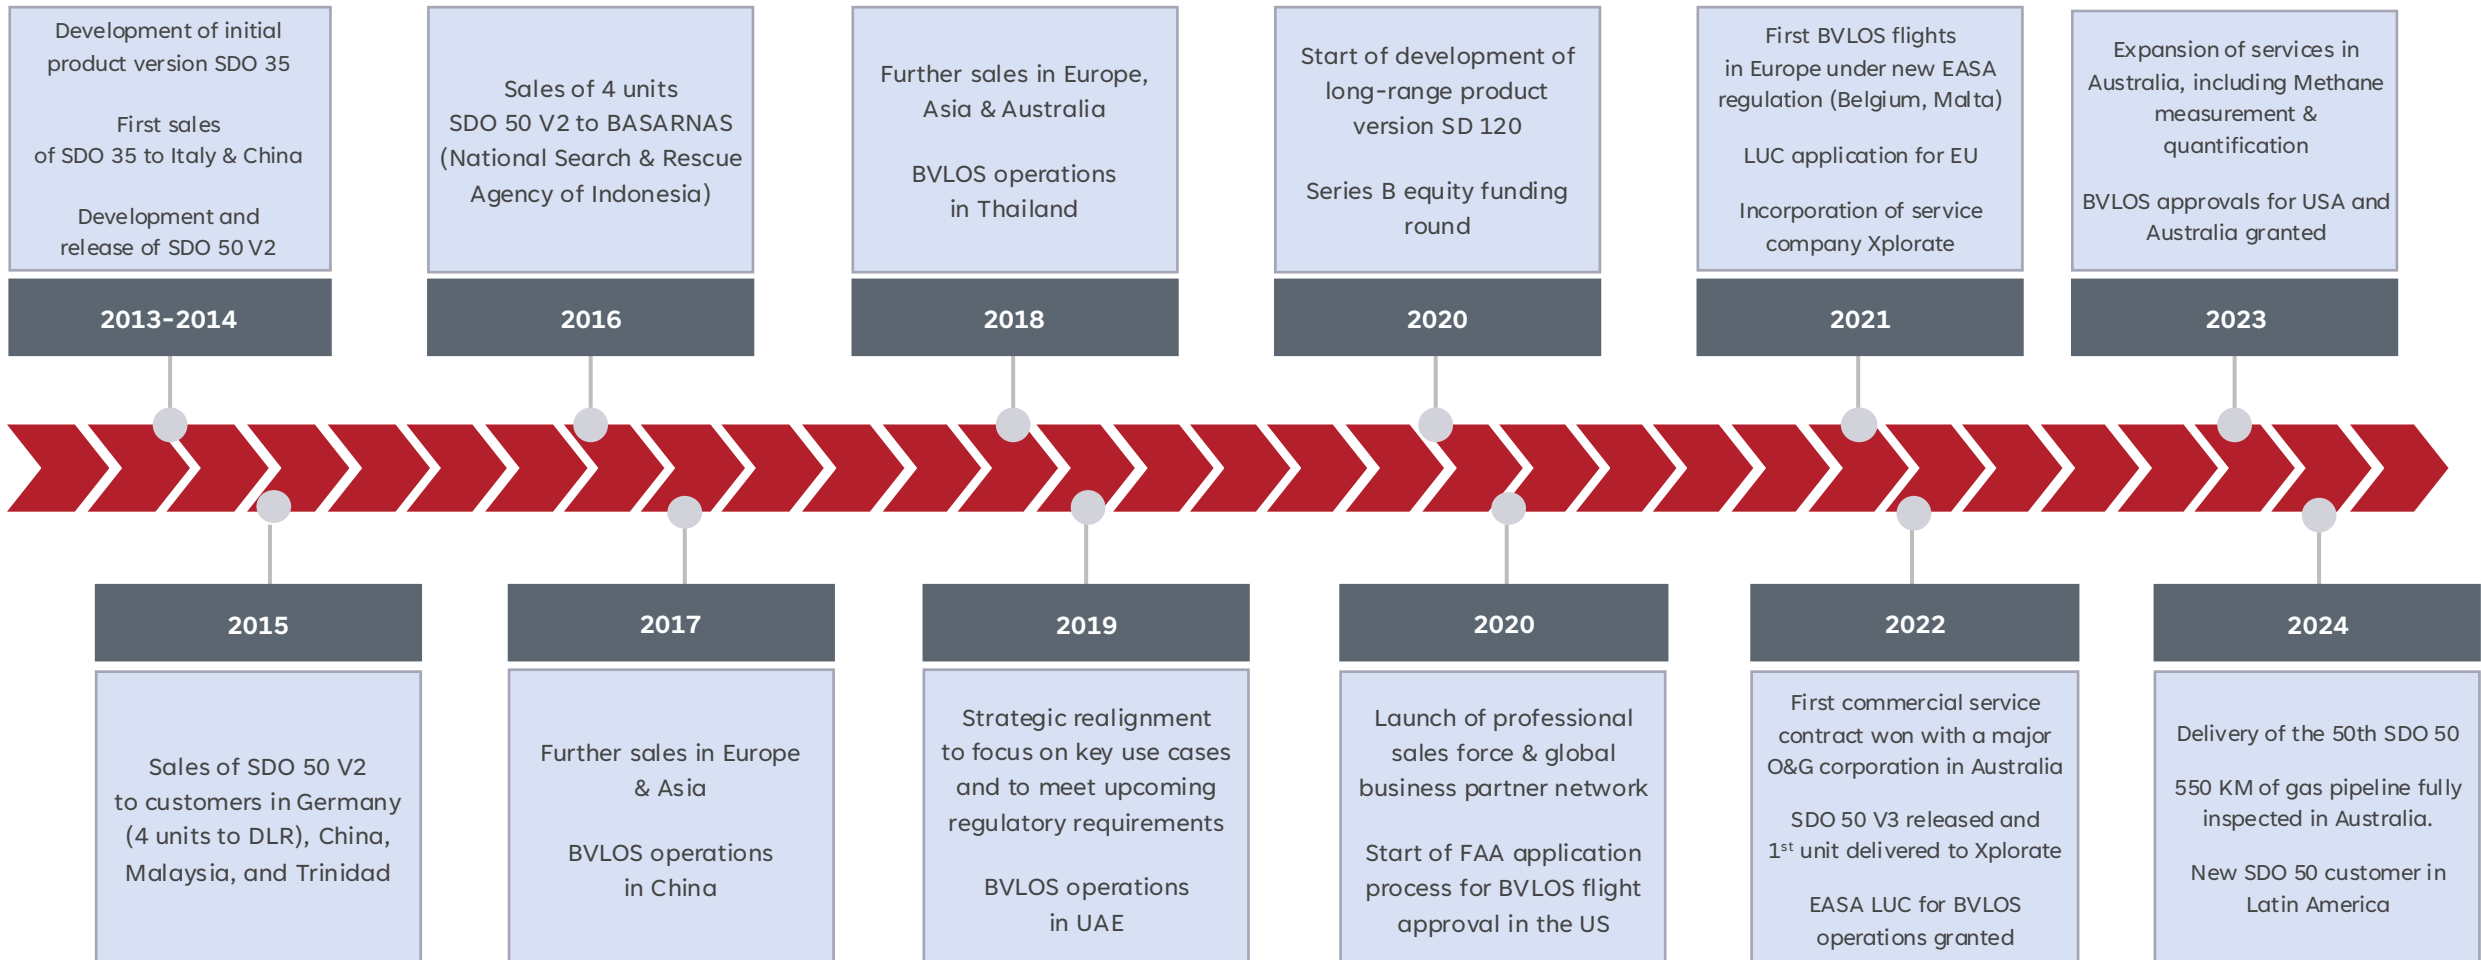 Development of initial
product version SDO 35
First sales
of SDO 35 to Italy & China
Development and
release of SDO 50 V2
2013-2014
Sales of 4 units
SDO 50 V2 to BASARNAS
(National Search & Rescue
Agency of Indonesia)
2016
Further sales in Europe,
Asia & Australia
BVLOS operations
in Thailand
2018
Start of development of
long-range product
version SD 120
Series B equity funding
round
2020
First BVLOS flights
in Europe under new EASA
regulation (Belgium, Malta)
LUC application for EU
Incorporation of service
company Xplorate
2021
Expansion of services in
Australia, including Methane
measurement &
quantification
BVLOS approvals for USA and
Australia granted
2023
2015
Sales of SDO 50 V2
to customers in Germany
(4 units to DLR), China,
Malaysia, and Trinidad
2017
Further sales in Europe
& Asia
BVLOS operations
in China
2019
Strategic realignment
to focus on key use cases
and to meet upcoming
regulatory requirements
BVLOS operations
in UAE
2020
Launch of professional
sales force & global
business partner network
Start of FAA application
process for BVLOS flight
approval in the US
2022
First commercial service
contract won with a major
O&G corporation in Australia
SDO 50 V3 released and
1st unit delivered to Xplorate
EASA LUC for BVLOS
operations granted
2024
Delivery of the 50th SDO 50
550 KM of gas pipeline fully
inspected in Australia.
New SDO 50 customer in
Latin America